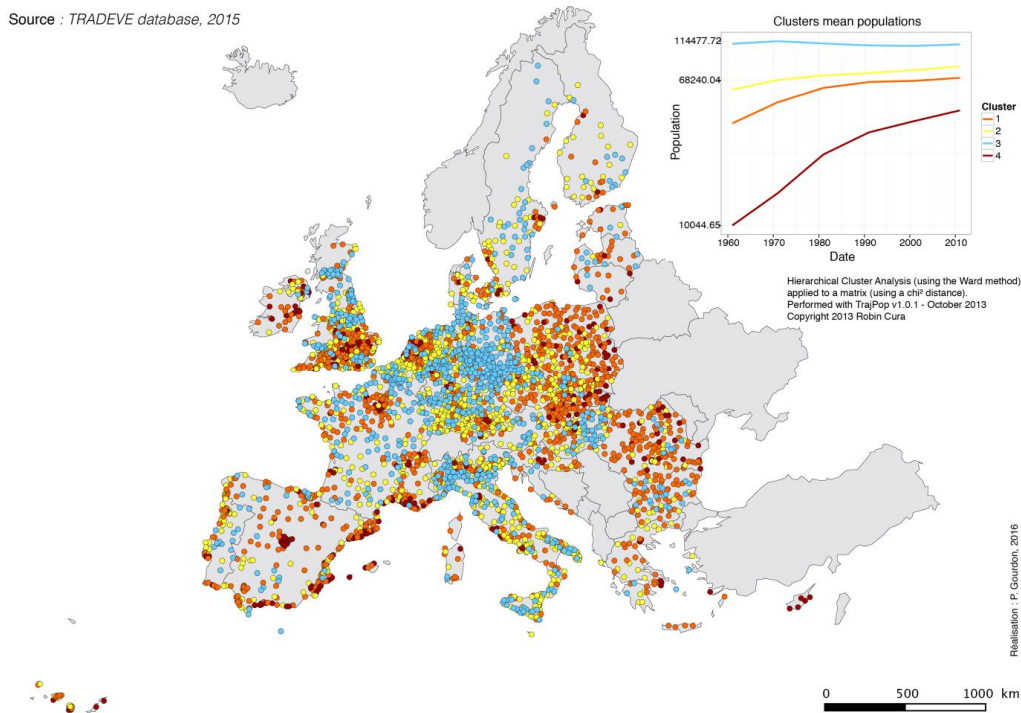 Source : TRADEVE database, 2015
Clusters mean populations
114477.72
68240.04
10044.65
Population
1960 1970 1980 1990 2000 2010
Date
Cluster
1
2
3
4
Hierarchical Cluster Analysis (using the Ward method)
applied to a matrix (using a chi² distance).
Performed with TrajPop v1.0.1 - October 2013
Copyright 2013 Robin Cura
Réalisation : P. Gourdon, 2016
0 500 1000 km